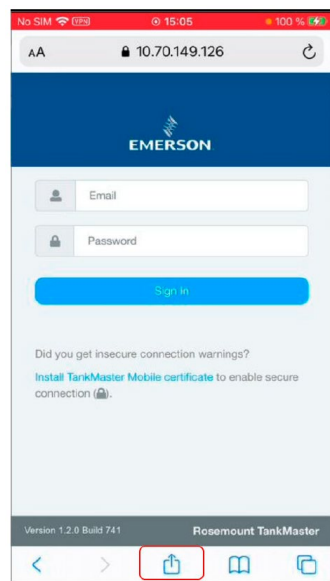 No SIM VPN 15:05 100 %
AA 10.70.149.126
EMERSON
Email
Password
Sign in
Did you get insecure connection warnings?
Install TankMaster Mobile certificate to enable secure
connection ().
Version 1.2.0 Build 741 Rosemount TankMaster